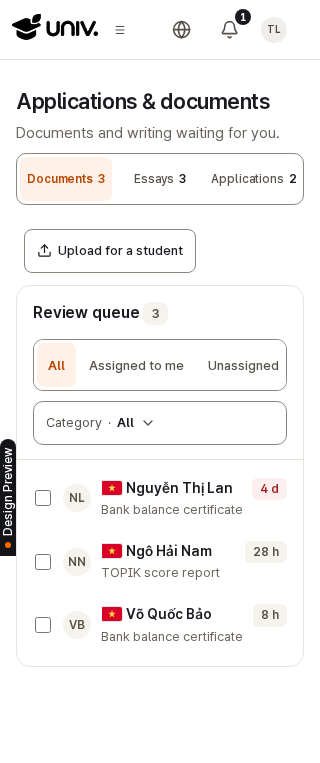 UNIV.
1
TL
Applications & documents
Documents and writing waiting for you.
Documents 3
Essays 3
Applications 2
Upload for a student
Review queue 3
All
Assigned to me
Unassigned
Category · All
Design Preview
NL
Nguyễn Thị Lan
4 d
Bank balance certificate
NN
Ngô Hải Nam
28 h
TOPIK score report
VB
Võ Quốc Bảo
8 h
Bank balance certificate